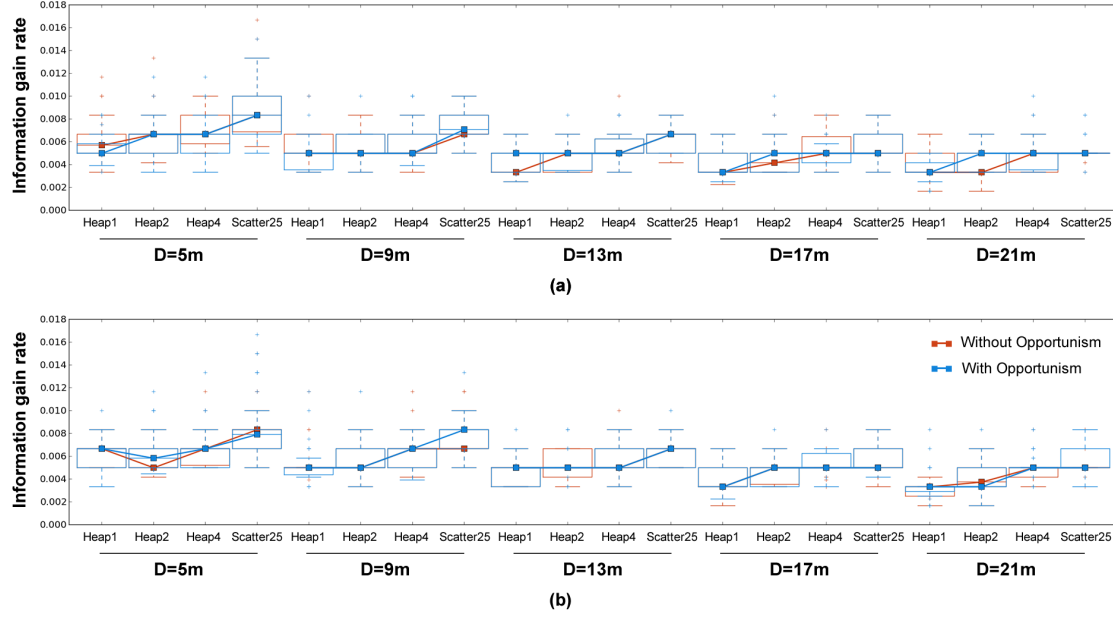 (a)
Information gain rate
0.018
0.016
0.014
0.012
0.010
0.008
0.006
0.004
0.002
0.000
Heap1 Heap2 Heap4 Scatter25 Heap1 Heap2 Heap4 Scatter25 Heap1 Heap2 Heap4 Scatter25 Heap1 Heap2 Heap4 Scatter25 Heap1 Heap2 Heap4 Scatter25
D=5m D=9m D=13m D=17m D=21m
(a)
Information gain rate
0.018
0.016
0.014
0.012
0.010
0.008
0.006
0.004
0.002
0.000
Without Opportunism
With Opportunism
Heap1 Heap2 Heap4 Scatter25 Heap1 Heap2 Heap4 Scatter25 Heap1 Heap2 Heap4 Scatter25 Heap1 Heap2 Heap4 Scatter25 Heap1 Heap2 Heap4 Scatter25
D=5m D=9m D=13m D=17m D=21m
(b)